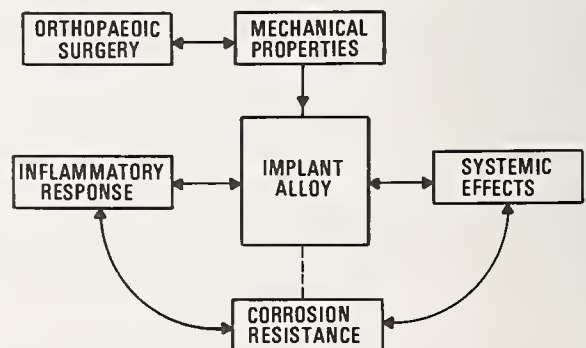 ORTHOPAEOIC
SURGERY
MECHANICAL
PROPERTIES
INFLAMMATORY
RESPONSE
IMPLANT
ALLOY
SYSTEMIC
EFFECTS
CORROSION
RESISTANCE